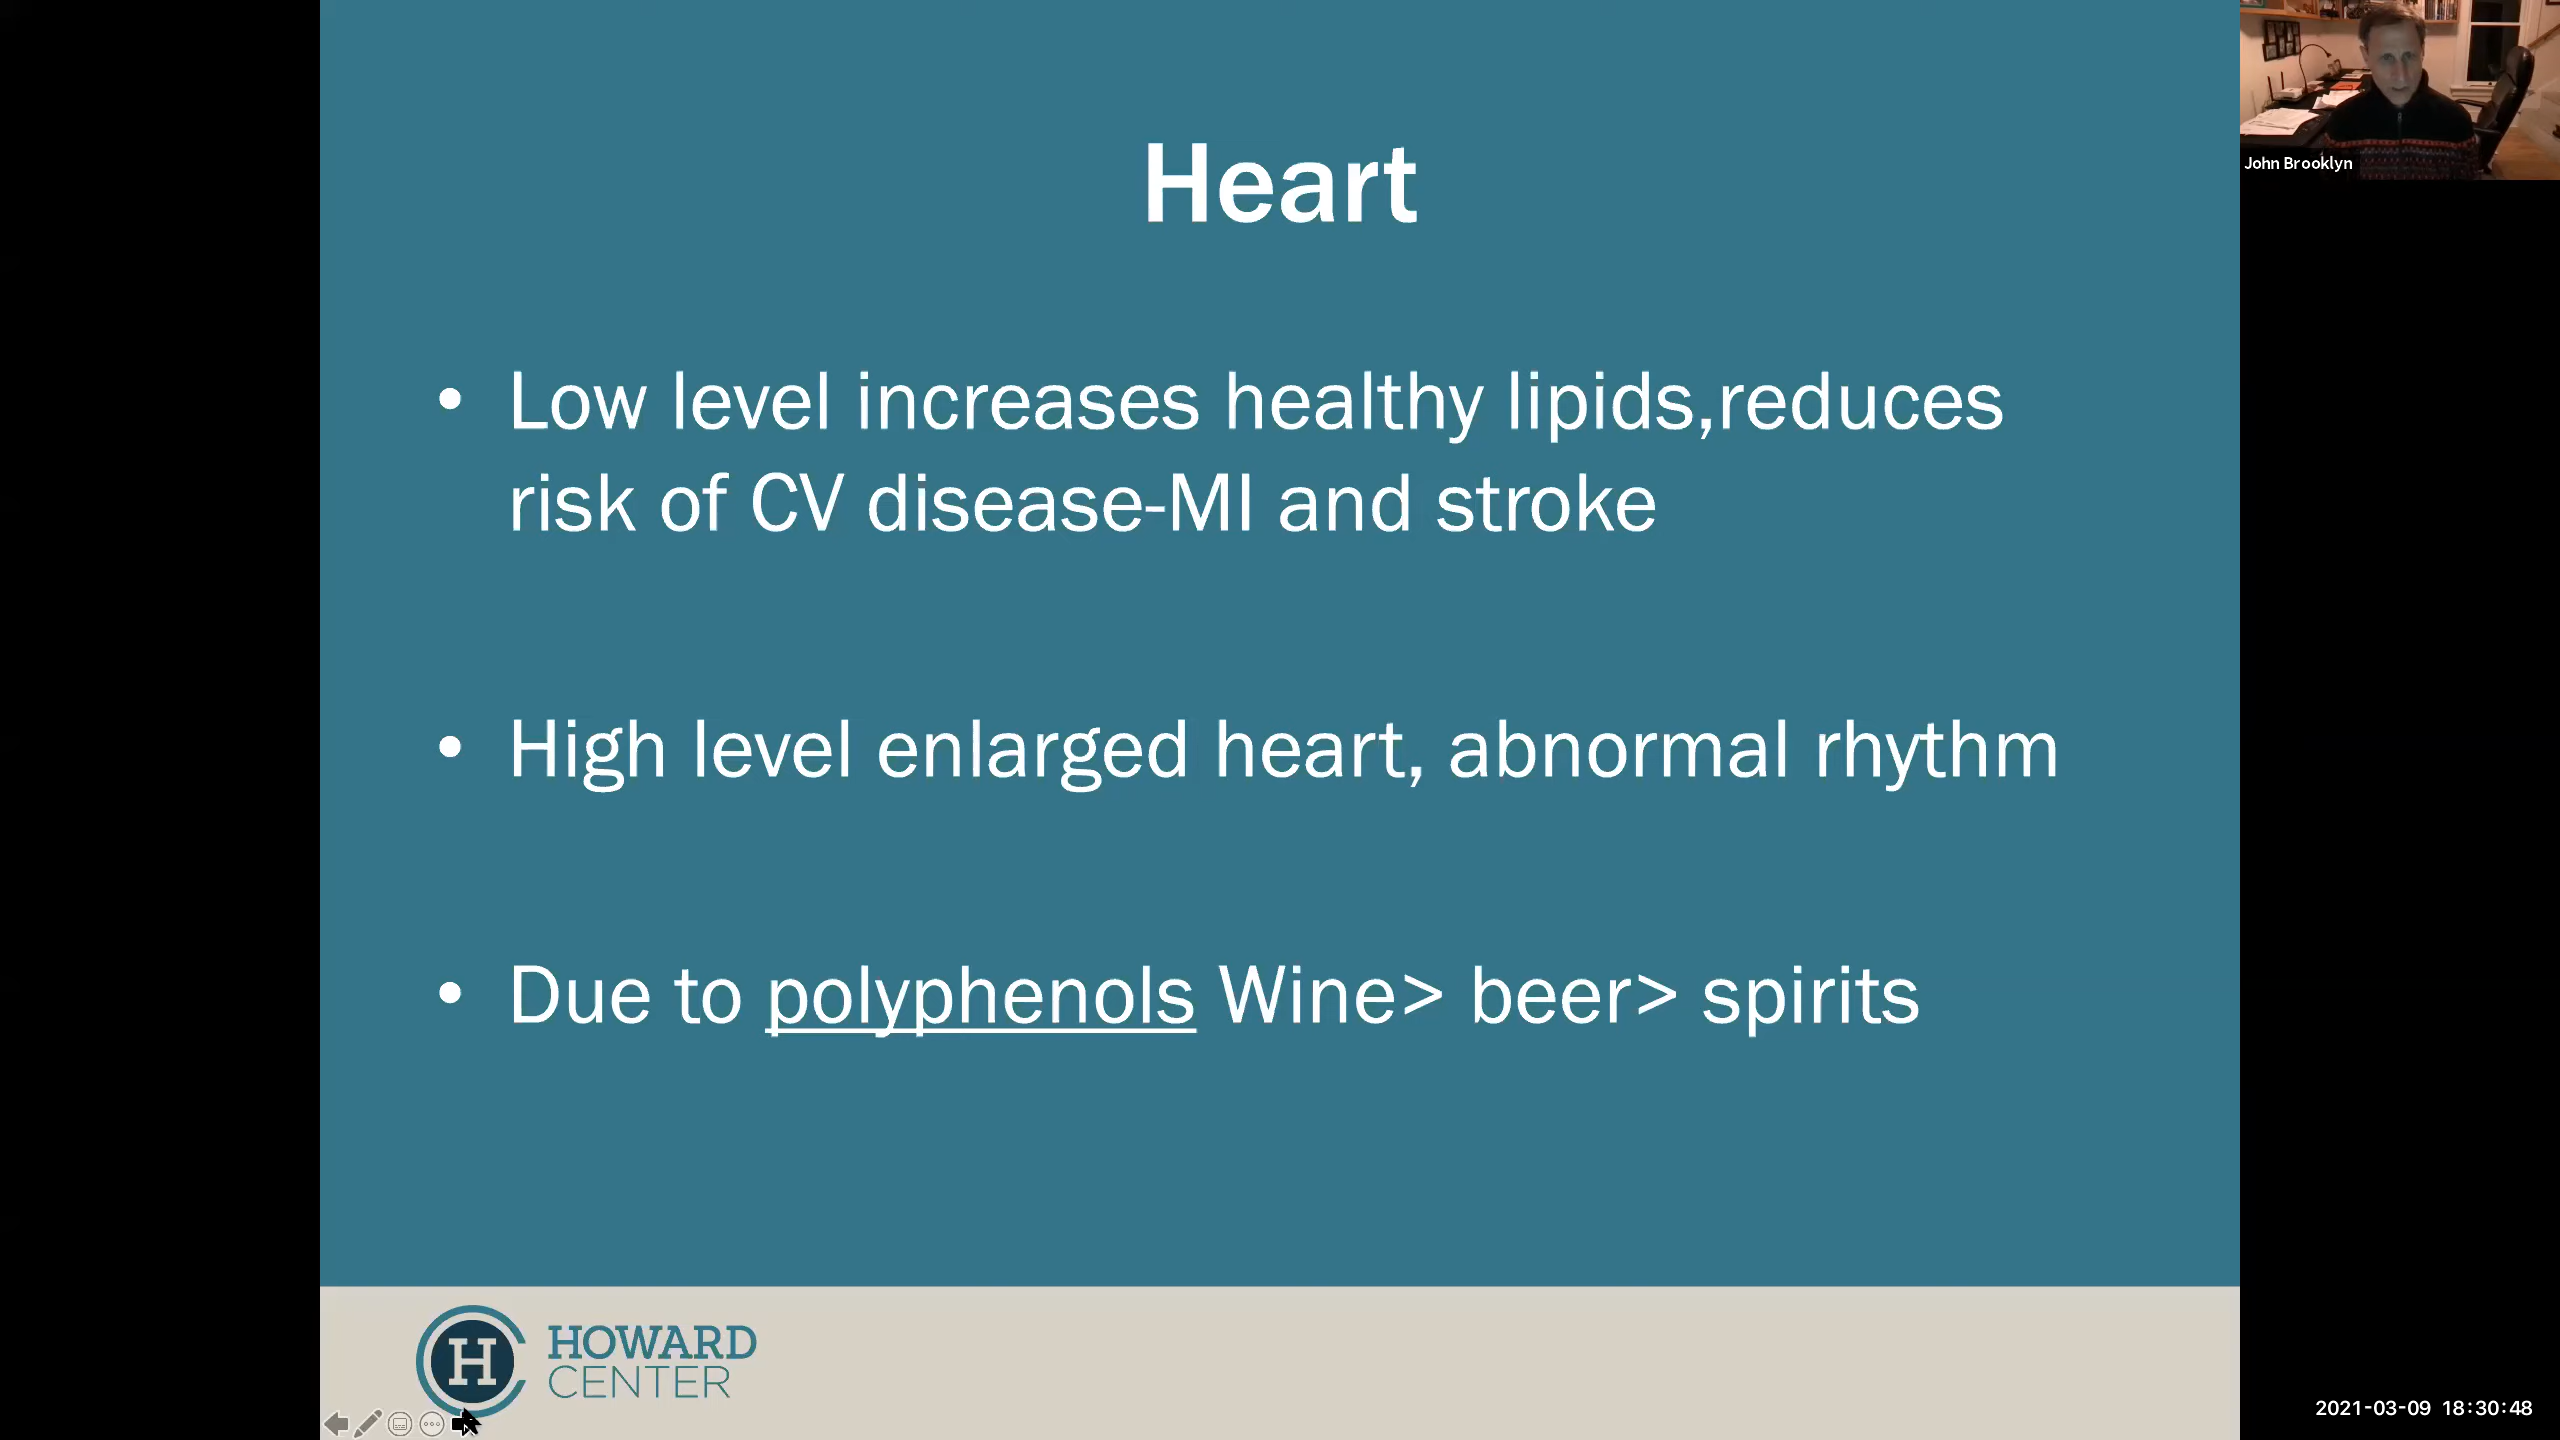 Heart
John Brooklyn
• Low level increases healthy lipids,reduces
risk of CV disease-MI and stroke
• High level enlarged heart, abnormal rhythm
• Due to polyphenols Wine> beer> spirits
H
HOWARD
CENTER
2021-03-09 18:30:48